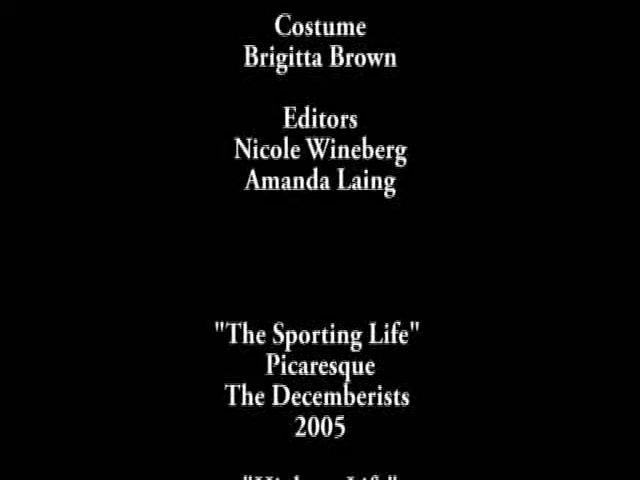 Costume
Brigitta Brown
Editors
Nicole Wineberg
Amanda Laing
"The Sporting Life"
Picaresque
The Decemberists
2005